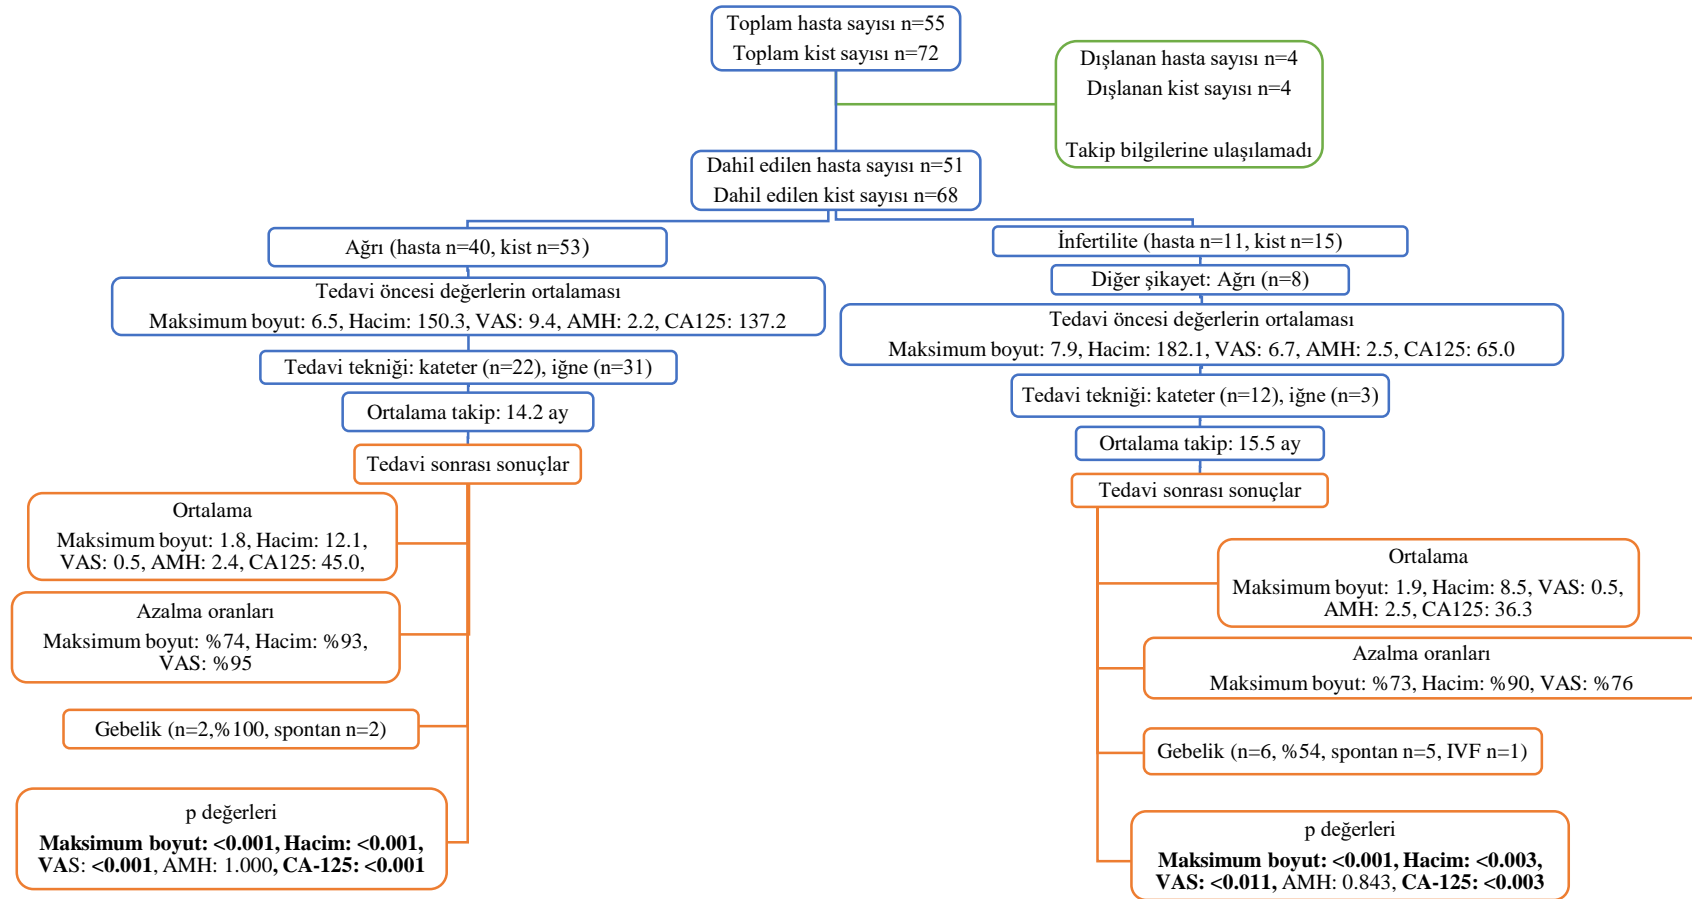 Toplam hasta sayısı n=55
Toplam kist sayısı n=72
Dışlanan hasta sayısı n=4
Dışlanan kist sayısı n=4
Takip bilgilerine ulaşılamadı
Dahil edilen hasta sayısı n=51
Dahil edilen kist sayısı n=68
Ağrı (hasta n=40, kist n=53)
Tedavi öncesi değerlerin ortalaması
Maksimum boyut: 6.5, Hacim: 150.3, VAS: 9.4, AMH: 2.2, CA125: 137.2
Tedavi tekniği: kateter (n=22), iğne (n=31)
Ortalama takip: 14.2 ay
Tedavi sonrası sonuçlar
Ortalama
Maksimum boyut: 1.8, Hacim: 12.1,
VAS: 0.5, AMH: 2.4, CA125: 45.0,
Azalma oranları
Maksimum boyut: %74, Hacim: %93,
VAS: %95
Gebelik (n=2,%100, spontan n=2)
p değerleri
Maksimum boyut: <0.001, Hacim: <0.001,
VAS: <0.001, AMH: 1.000, CA-125: <0.001
İnfertilite (hasta n=11, kist n=15)
Diğer şikayet: Ağrı (n=8)
Tedavi öncesi değerlerin ortalaması
Maksimum boyut: 7.9, Hacim: 182.1, VAS: 6.7, AMH: 2.5, CA125: 65.0
Tedavi tekniği: kateter (n=12), iğne (n=3)
Ortalama takip: 15.5 ay
Tedavi sonrası sonuçlar
Ortalama
Maksimum boyut: 1.9, Hacim: 8.5, VAS: 0.5,
AMH: 2.5, CA125: 36.3
Azalma oranları
Maksimum boyut: %73, Hacim: %90, VAS: %76
Gebelik (n=6, %54, spontan n=5, IVF n=1)
p değerleri
Maksimum boyut: <0.001, Hacim: <0.003,
VAS: <0.011, AMH: 0.843, CA-125: <0.003